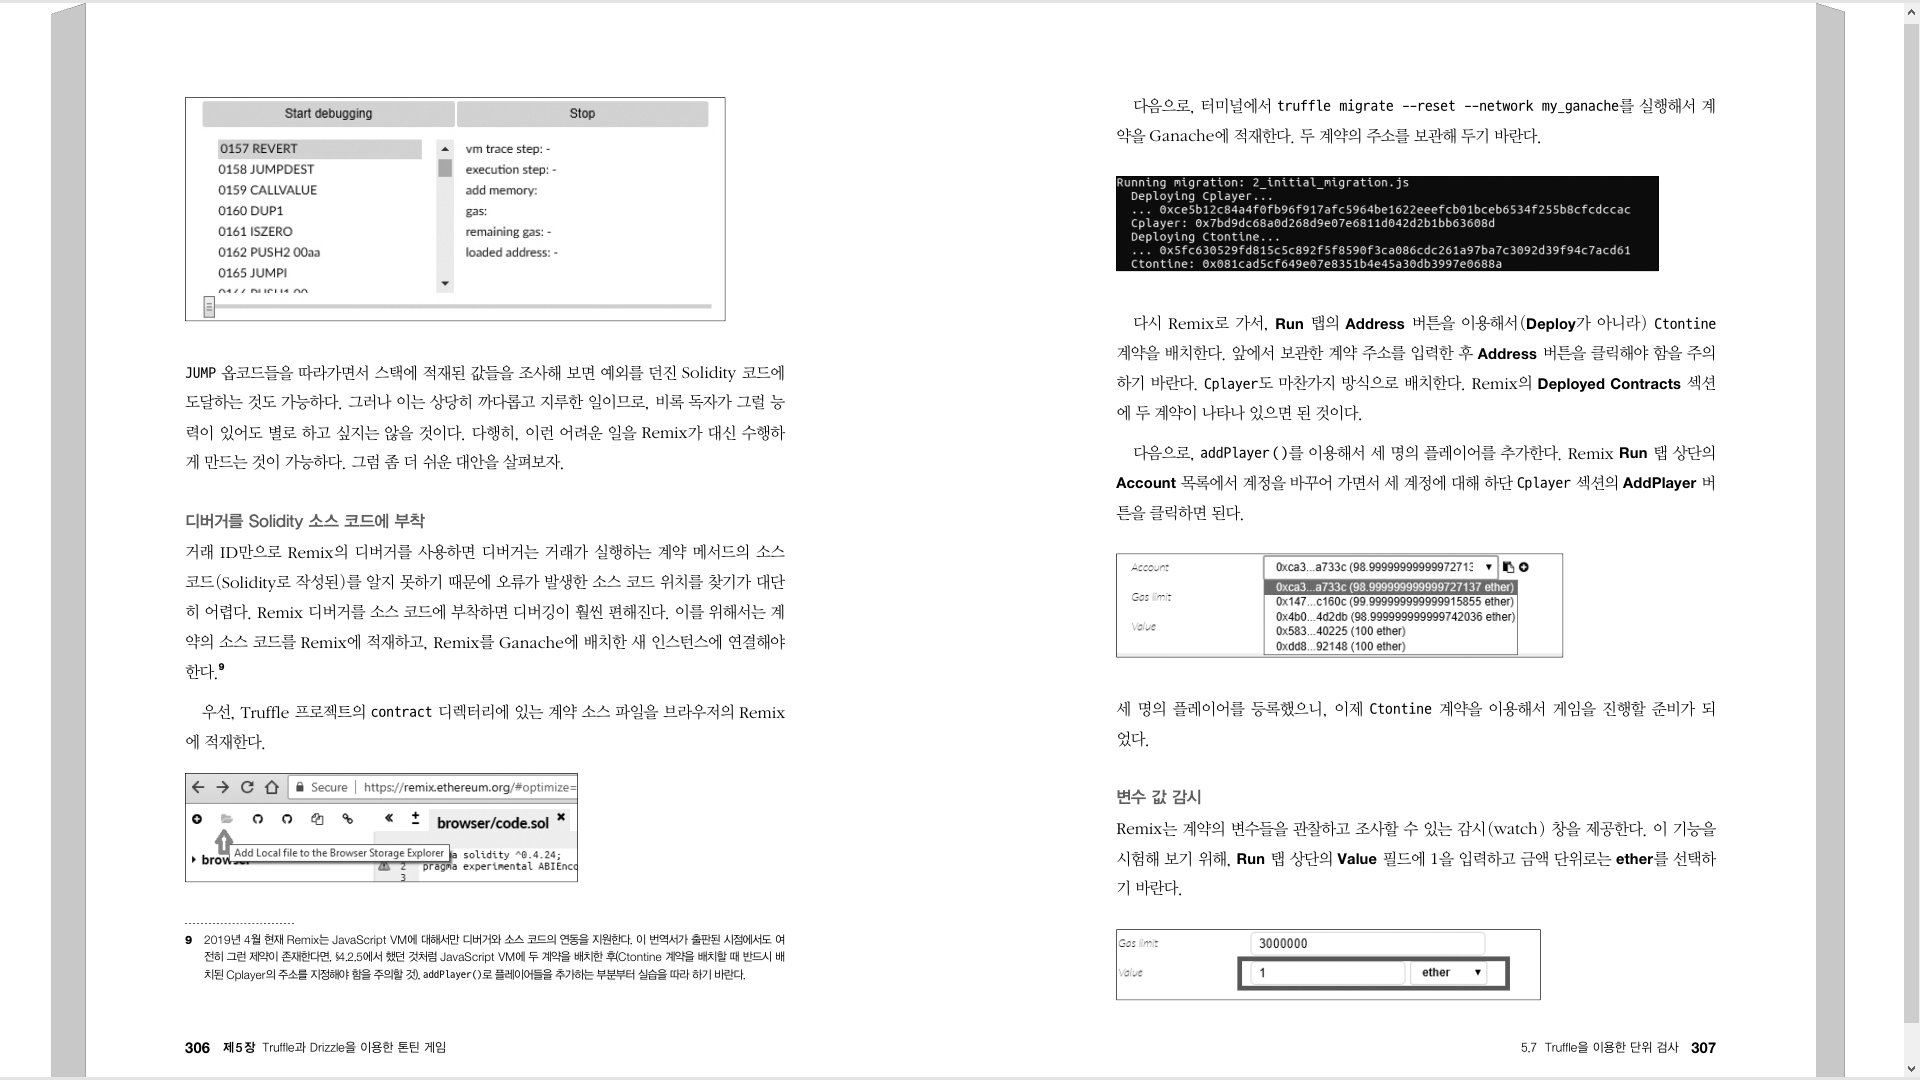 Start debugging
Stop
0157 REVERT
0158 JUMPDEST
0159 CALLVALUE
0160 DUP1
0161 ISZERO
0162 PUSH2 00aa
0165 JUMPI
0166 PUSH1 00
vm trace step: -
execution step: -
add memory:
gas:
remaining gas: -
loaded address: -
JUMP 옵코드들을 따라가면서 스택에 적재된 값들을 조사해 보면 예외를 던진 Solidity 코드에
도달하는 것도 가능하다. 그러나 이는 상당히 까다롭고 지루한 일이므로, 비록 독자가 그럴 능
력이 있어도 별로 하고 싶지는 않을 것이다. 다행히, 이런 어려운 일을 Remix가 대신 수행하
게 만드는 것이 가능하다. 그럼 좀 더 쉬운 대안을 살펴보자.
디버거를 Solidity 소스 코드에 부착
거래 ID만으로 Remix의 디버거를 사용하면 디버거는 거래가 실행하는 계약 메서드의 소스
코드(Solidity로 작성된)를 알지 못하기 때문에 오류가 발생한 소스 코드 위치를 찾기가 대단
히 어렵다. Remix 디버거를 소스 코드에 부착하면 디버깅이 훨씬 편해진다. 이를 위해서는 계
약의 소스 코드를 Remix에 적재하고, Remix를 Ganache에 배치한 새 인스턴스에 연결해야
한다.9
우선, Truffle 프로젝트의 contract 디렉터리에 있는 계약 소스 파일을 브라우저의 Remix
에 적재한다.
Secure | https://remix.ethereum.org/#optimize=
browser/code.sol
Add Local file to the Browser Storage Explorer
a solidity ^0.4.24;
2 pragma experimental ABIEnco
3
9 2019년 4월 현재 Remix는 JavaScript VM에 대해서만 디버거와 소스 코드의 연동을 지원한다. 이 번역서가 출판된 시점에서도 여
전히 그런 제약이 존재한다면, §4.2.5에서 했던 것처럼 JavaScript VM에 두 계약을 배치한 후(Ctontine 계약을 배치할 때 반드시 배
치된 Cplayer의 주소를 지정해야 함을 주의할 것), addPlayer()로 플레이어들을 추가하는 부분부터 실습을 따라 하기 바란다.
306 제5장 Truffle과 Drizzle을 이용한 톤틴 게임
다음으로, 터미널에서 truffle migrate --reset --network my_ganache를 실행해서 계
약을 Ganache에 적재한다. 두 계약의 주소를 보관해 두기 바란다.
Running migration: 2_initial_migration.js
Deploying Cplayer...
... 0xce5b12c84a4f0fb96f917afc5964be1622eeefcb01bceb6534f255b8cfcdccac
Cplayer: 0x7bd9dc68a0d268d9e07e6811d042d2b1bb63608d
Deploying Ctontine...
... 0x5fc630529fd815c5c892f5f8590f3ca086cdc261a97ba7c3092d39f94c7acd61
Ctontine: 0x081cad5cf649e07e8351b4e45a30db3997e0688a
다시 Remix로 가서, Run 탭의 Address 버튼을 이용해서(Deploy가 아니라) Ctontine
계약을 배치한다. 앞에서 보관한 계약 주소를 입력한 후 Address 버튼을 클릭해야 함을 주의
하기 바란다. Cplayer도 마찬가지 방식으로 배치한다. Remix의 Deployed Contracts 섹션
에 두 계약이 나타나 있으면 된 것이다.
다음으로, addPlayer()를 이용해서 세 명의 플레이어를 추가한다. Remix Run 탭 상단의
Account 목록에서 계정을 바꾸어 가면서 세 계정에 대해 하단 Cplayer 섹션의 AddPlayer 버
튼을 클릭하면 된다.
Account
0xca3...a733c (98.9999999999972713
Gas limit
Value
0xca3...a733c (98.999999999999727137 ether)
0x147...c160c (99.999999999999915855 ether)
0x4b0...4d2db (98.999999999999742036 ether)
0x583...40225 (100 ether)
0xdd8...92148 (100 ether)
세 명의 플레이어를 등록했으니, 이제 Ctontine 계약을 이용해서 게임을 진행할 준비가 되
었다.
변수 값 감시
Remix는 계약의 변수들을 관찰하고 조사할 수 있는 감시(watch) 창을 제공한다. 이 기능을
시험해 보기 위해, Run 탭 상단의 Value 필드에 1을 입력하고 금액 단위로는 ether를 선택하
기 바란다.
Gas limit 3000000
Value 1 ether
5.7 Truffle을 이용한 단위 검사 307